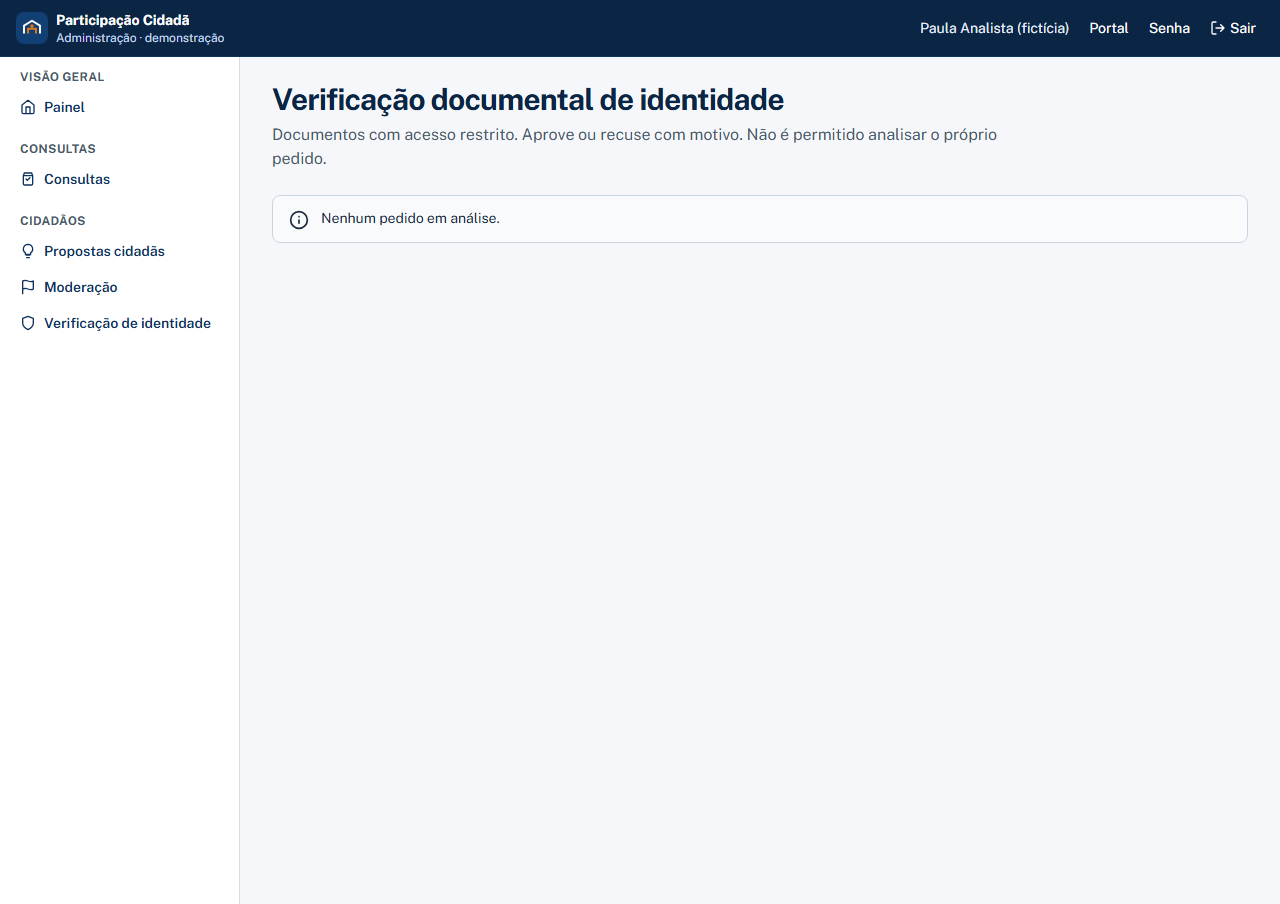 Participação Cidadã
Administração · demonstração
Paula Analista (fictícia)
Portal
Senha
Sair
VISÃO GERAL
Painel
CONSULTAS
Consultas
CIDADÃOS
Propostas cidadãs
Moderação
Verificação de identidade
Verificação documental de identidade
Documentos com acesso restrito. Aprove ou recuse com motivo. Não é permitido analisar o próprio
pedido.
Nenhum pedido em análise.